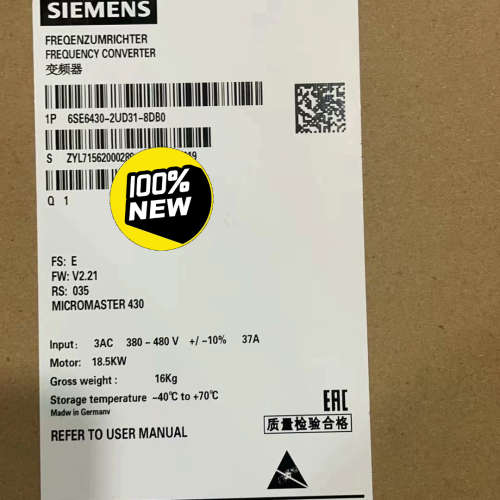 SIEMENS
FREQENZUMRICHTER
FREQUENCY CONVERTER
变频器
1P 6SE6430-2UD31-8DB0
S
Q 1
100%
NEW
FS: E
FW: V2.21
RS: 035
MICROMASTER 430
Input: 3AC 380~480 V +/-10% 37A
Motor: 18.5KW
Gross weight: 16Kg
Storage temperature -40℃ to +70℃
Madw in Germanv
REFER TO USER MANUAL
EAC
质量检验合格